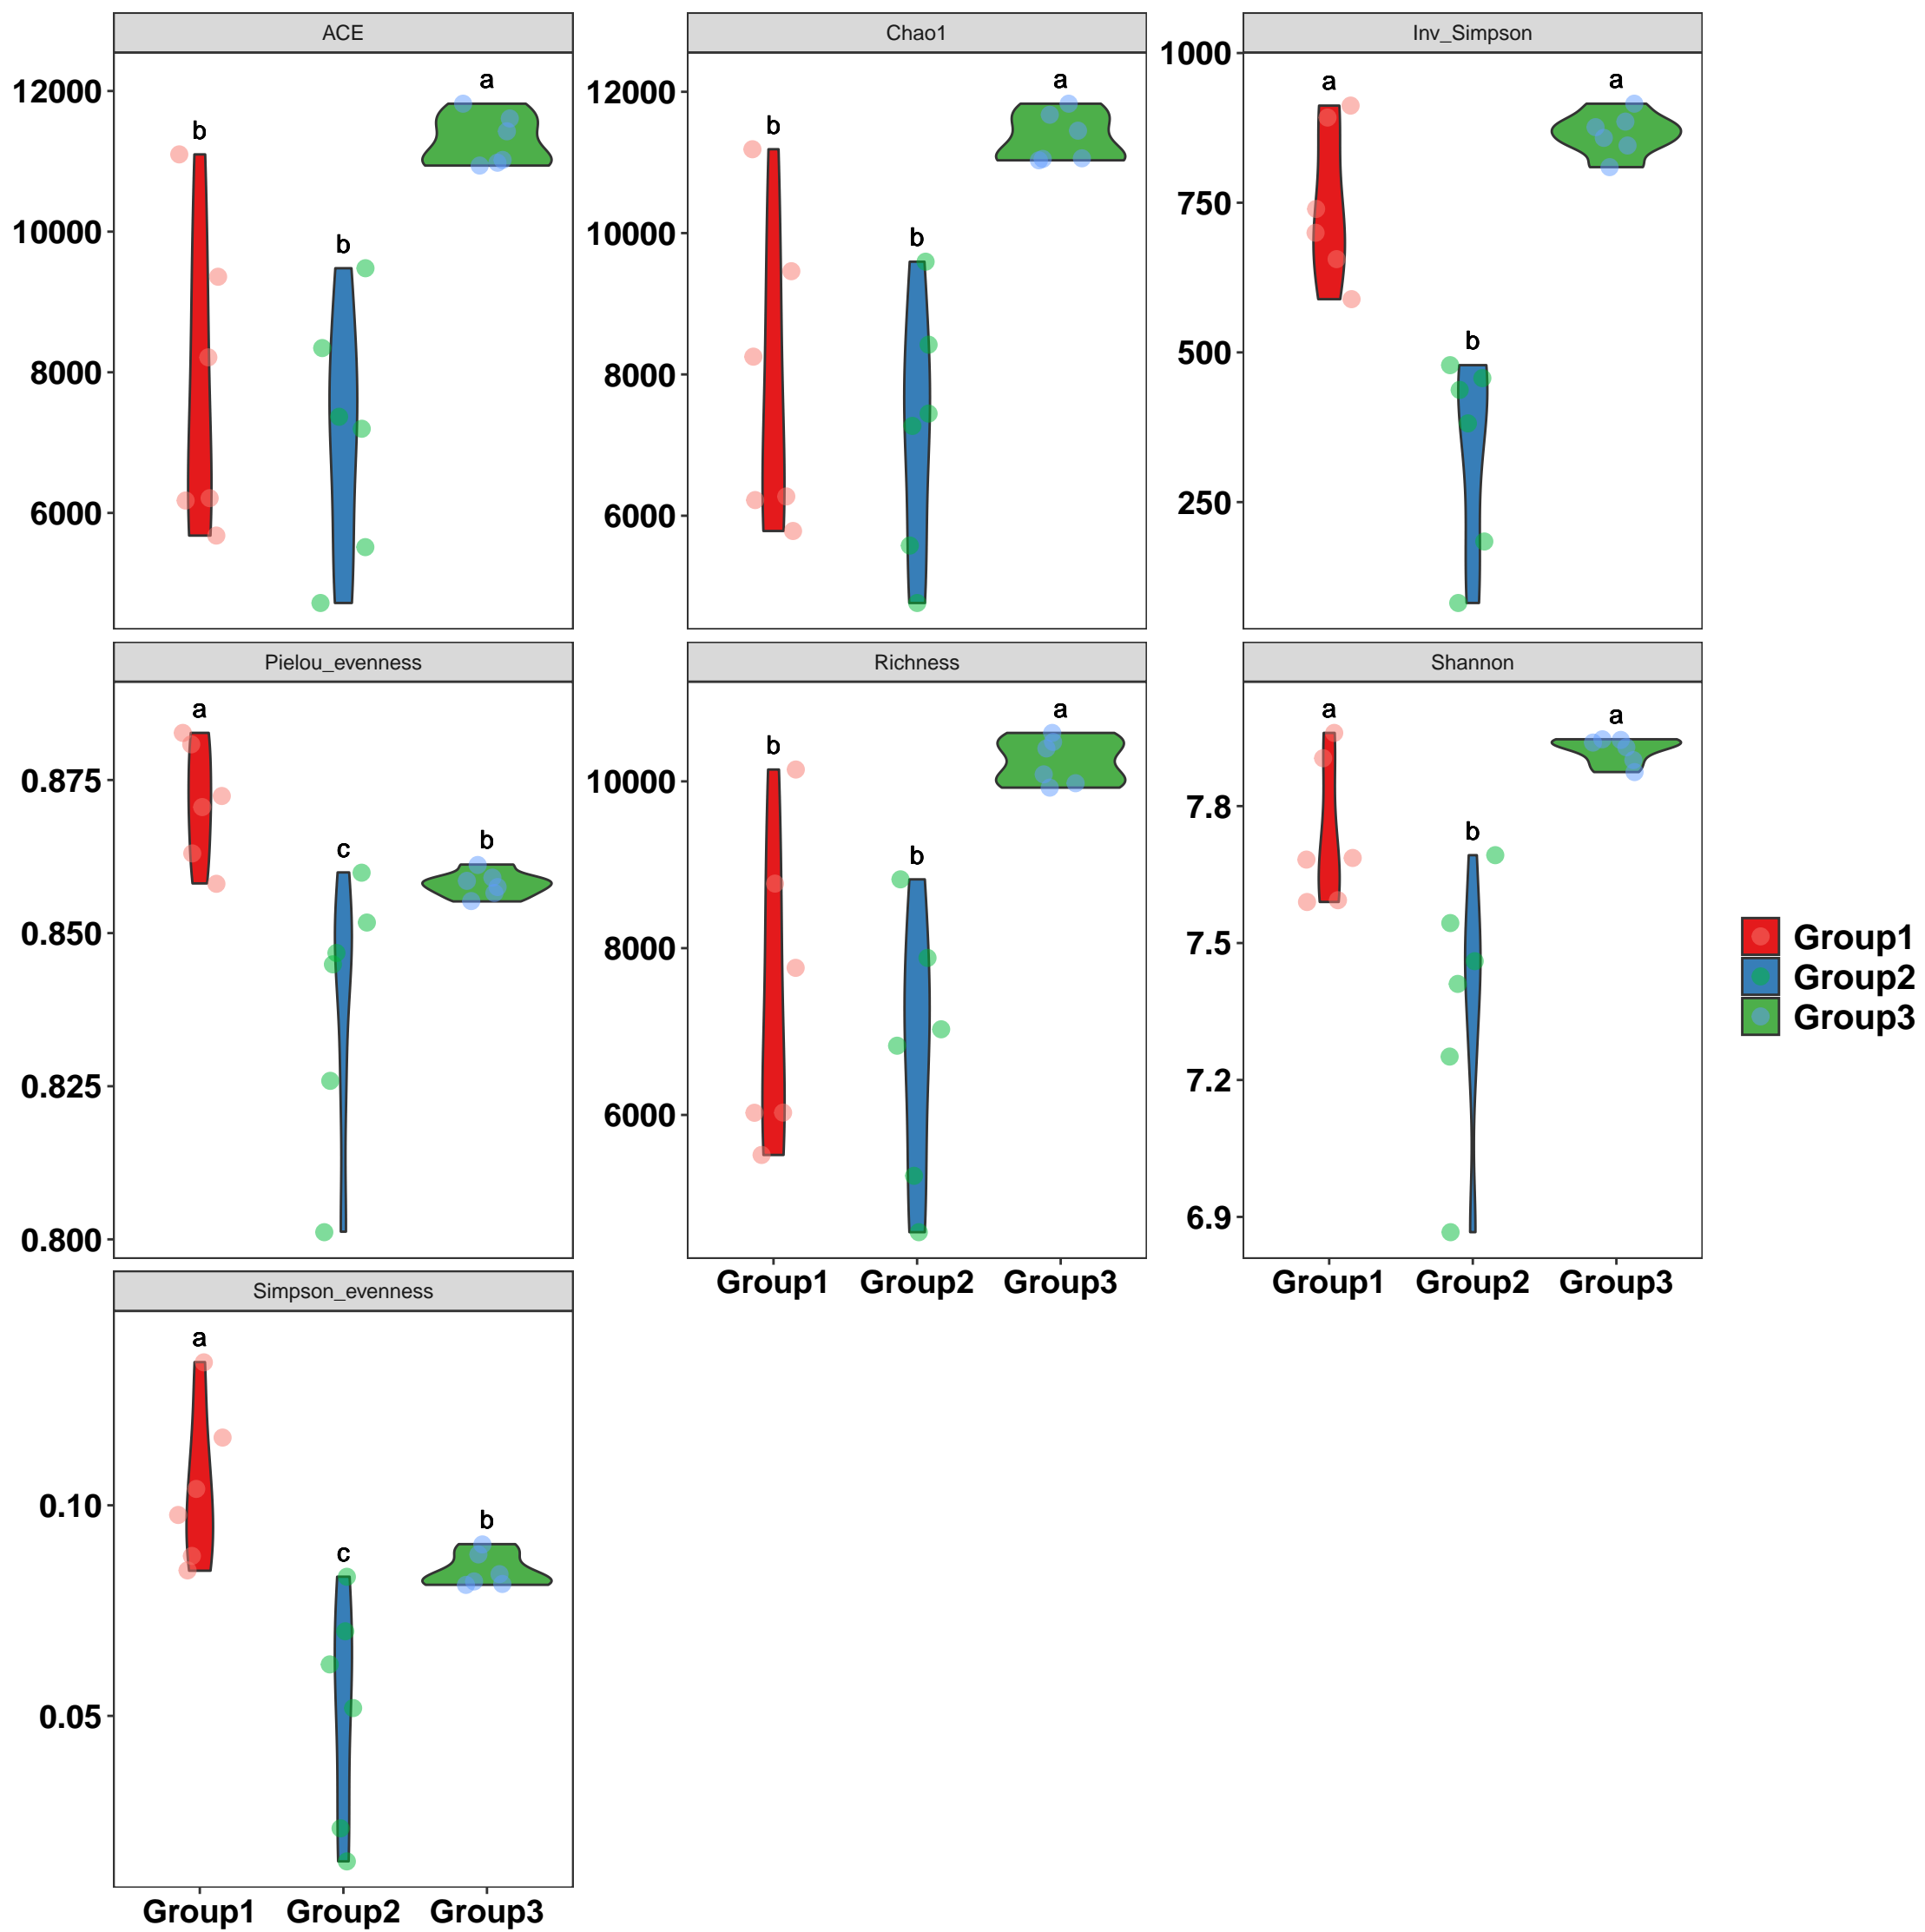 ACE
12000
10000
8000
6000
b
b
a
Chao1
12000
10000
8000
6000
b
b
a
Inv_Simpson
1000
750
500
250
a
b
a
Pielou_evenness
0.875
0.850
0.825
0.800
a
c
b
Richness
10000
8000
6000
b
b
a
Group1 Group2 Group3
Shannon
7.8
7.5
7.2
6.9
a
b
a
Group1 Group2 Group3
Simpson_evenness
0.10
0.05
a
c
b
Group1 Group2 Group3
Group1
Group2
Group3